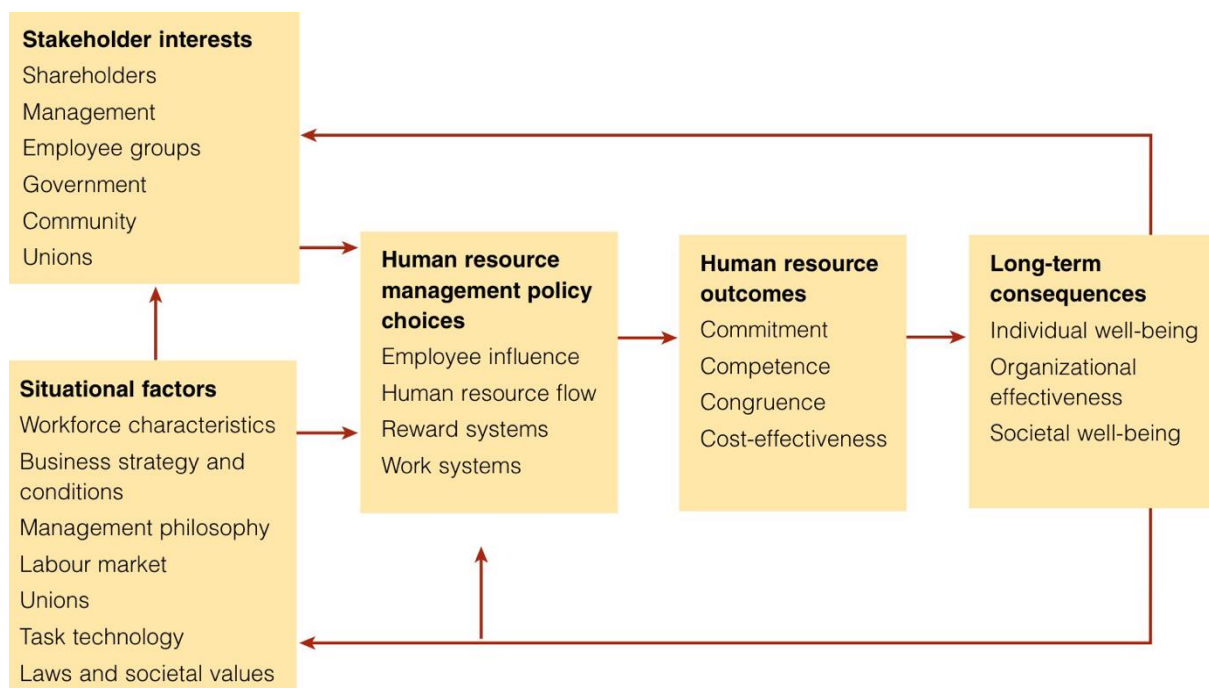 Stakeholder interests
Shareholders
Management
Employee groups
Government
Community
Unions
Situational factors
Workforce characteristics
Business strategy and
conditions
Management philosophy
Labour market
Unions
Task technology
Laws and societal values
Human resource
management policy
choices
Employee influence
Human resource flow
Reward systems
Work systems
Human resource
outcomes
Commitment
Competence
Congruence
Cost-effectiveness
Long-term
consequences
Individual well-being
Organizational
effectiveness
Societal well-being